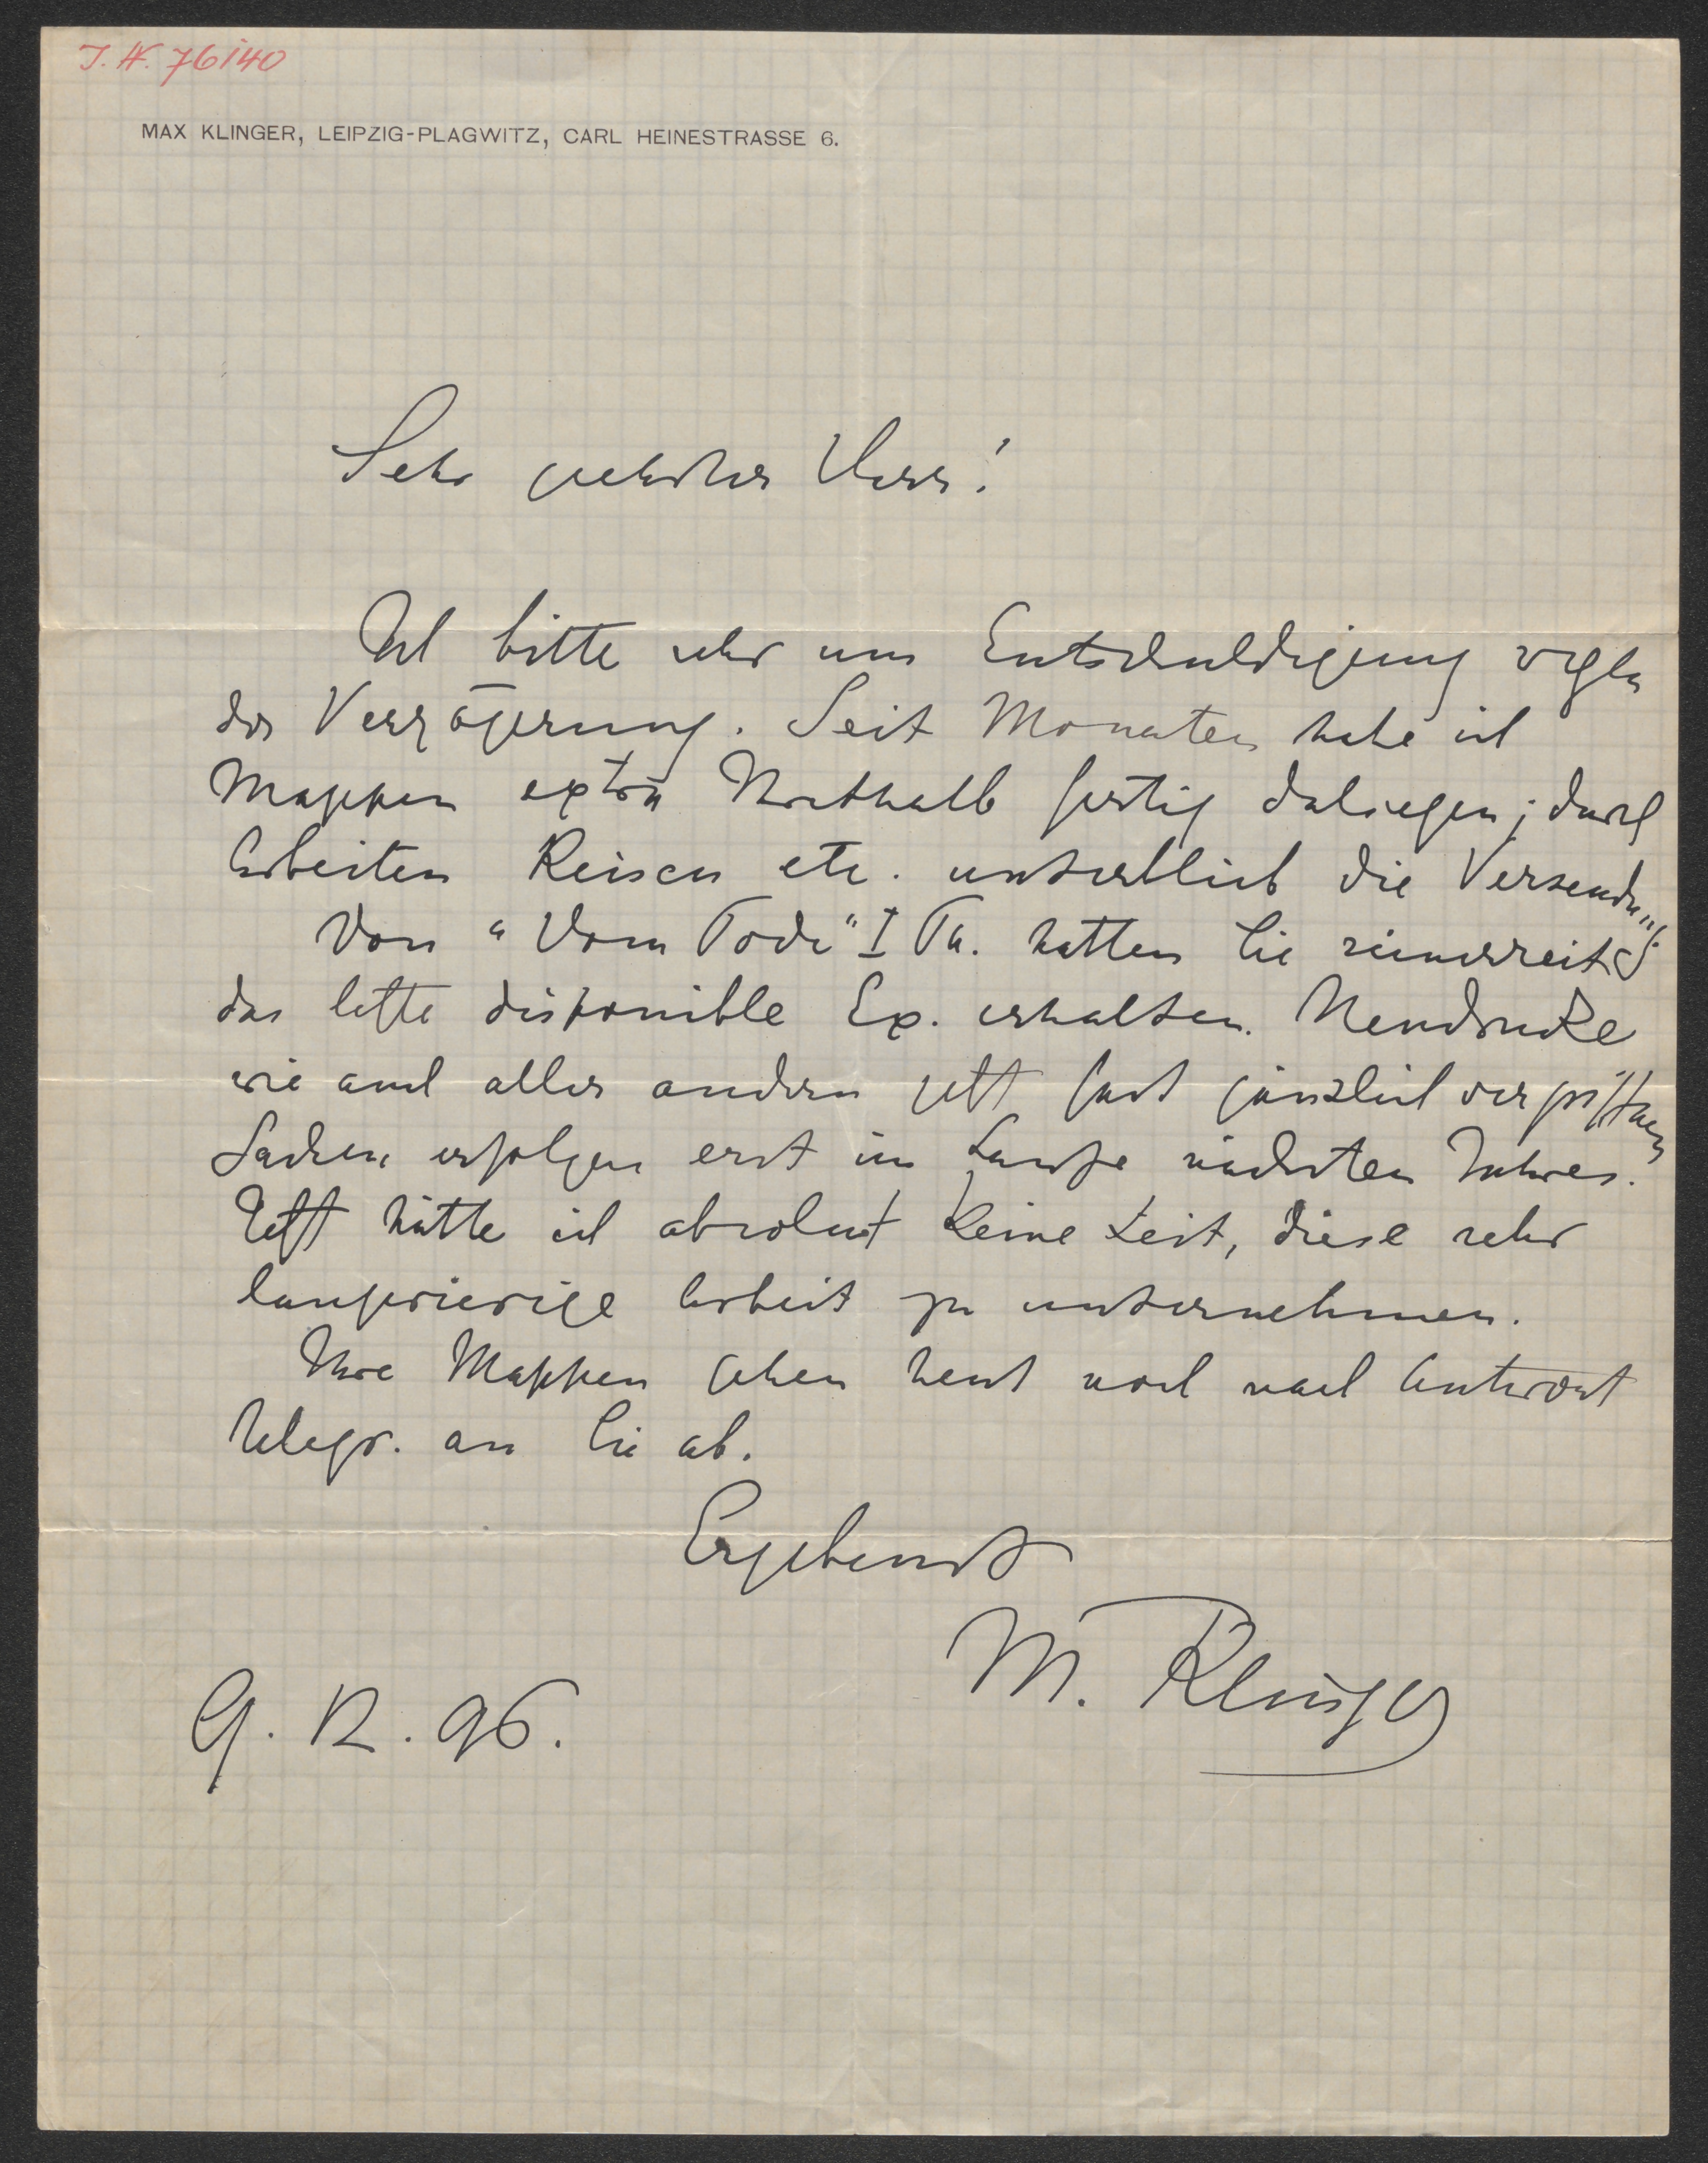 J.N. 76140
MAX KLINGER, LEIPZIG-PLAGWITZ, CARL HEINESTRASSE 6.
Sehr geehrter Herr!
Ich bitte sehr um Entschuldigung wegen
der Verzögerung. Seit Monaten habe ich
Mappen extra fertig daliegen; durch
Arbeiten Reisen etc. unterblieb die Versendung.
Von "Vom Tode" I Th. hatten Sie seinerzeit
das letzte disponible Ex. erhalten. Neudrucke
wie auch aller andern jetzt fast gänzlich vergriffenen
Sachen erfolgen erst im Laufe nächsten Jahres.
Jetzt hätte ich absolut keine Zeit, diese sehr
langwierige Arbeit zu unternehmen.
Ihre Mappen gehen heut noch nach Antwort
telegr. an Sie ab.
Ergebenst
M. Klinger
9. 12. 96.